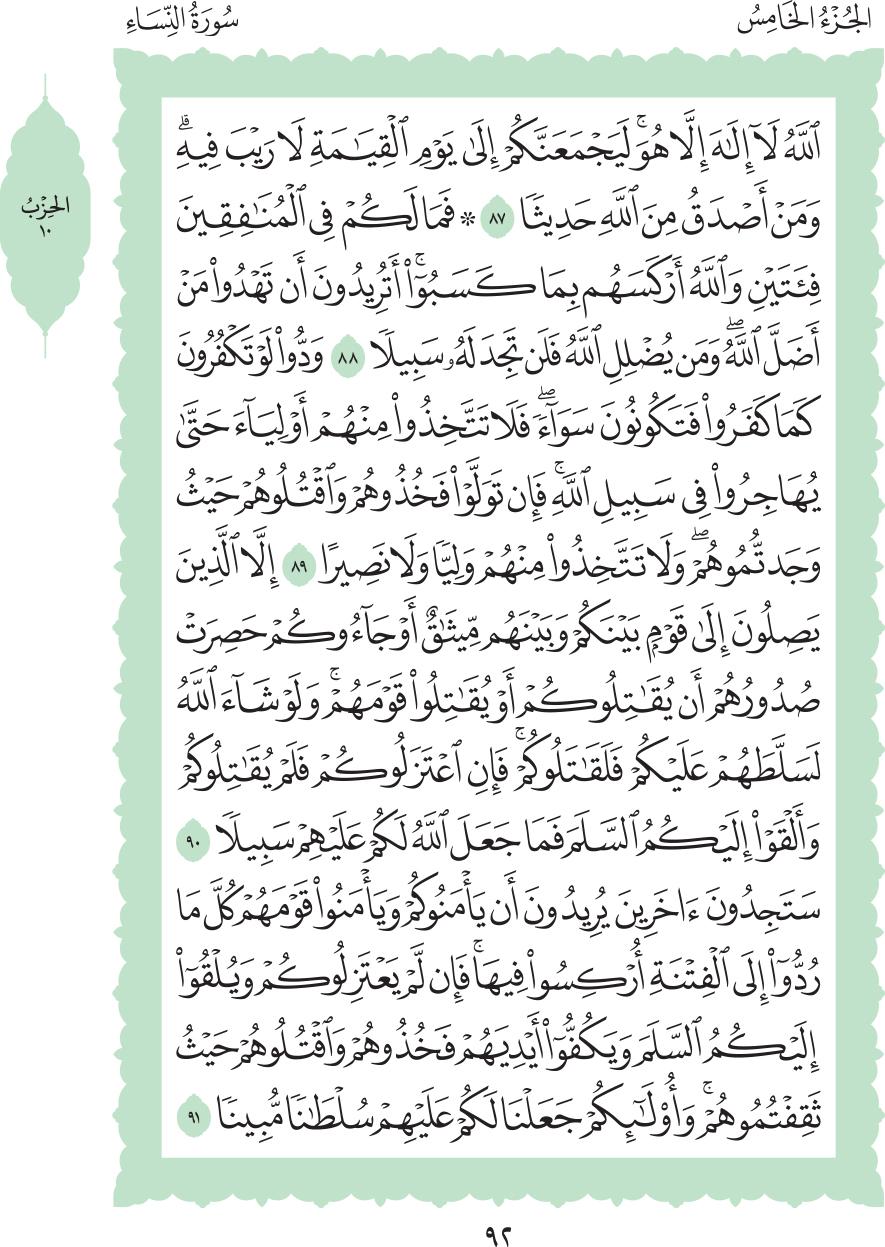 الجُزْءُ الخَامِسُ
سُورَةُ النِّسَاءِ
الحِزْبُ
١٠
ٱللَّهُ لَآ إِلَٰهَ إِلَّا هُوَۚ لَيَجْمَعَنَّكُمْ إِلَىٰ يَوْمِ ٱلْقِيَٰمَةِ لَا رَيْبَ فِيهِۗ
وَمَنْ أَصْدَقُ مِنَ ٱللَّهِ حَدِيثًا ٨٧ * فَمَا لَكُمْ فِى ٱلْمُنَٰفِقِينَ
فِئَتَيْنِ وَٱللَّهُ أَرْكَسَهُم بِمَا كَسَبُوٓا۟ۚ أَتُرِيدُونَ أَن تَهْدُوا۟ مَنْ
أَضَلَّ ٱللَّهُۖ وَمَن يُضْلِلِ ٱللَّهُ فَلَن تَجِدَ لَهُۥ سَبِيلًا ٨٨ وَدُّوا۟ لَوْ تَكْفُرُونَ
كَمَا كَفَرُوا۟ فَتَكُونُونَ سَوَآءًۖ فَلَا تَتَّخِذُوا۟ مِنْهُمْ أَوْلِيَآءَ حَتَّىٰ
يُهَاجِرُوا۟ فِى سَبِيلِ ٱللَّهِۚ فَإِن تَوَلَّوْا۟ فَخُذُوهُمْ وَٱقْتُلُوهُمْ حَيْثُ
وَجَدتُّمُوهُمْۖ وَلَا تَتَّخِذُوا۟ مِنْهُمْ وَلِيًّا وَلَا نَصِيرًا ٨٩ إِلَّا ٱلَّذِينَ
يَصِلُونَ إِلَىٰ قَوْمٍۭ بَيْنَكُمْ وَبَيْنَهُم مِّيثَٰقٌ أَوْ جَآءُوكُمْ حَصِرَتْ
صُدُورُهُمْ أَن يُقَٰتِلُوكُمْ أَوْ يُقَٰتِلُوا۟ قَوْمَهُمْۚ وَلَوْ شَآءَ ٱللَّهُ
لَسَلَّطَهُمْ عَلَيْكُمْ فَلَقَٰتَلُوكُمْۚ فَإِنِ ٱعْتَزَلُوكُمْ فَلَمْ يُقَٰتِلُوكُمْ
وَأَلْقَوْا۟ إِلَيْكُمُ ٱلسَّلَمَ فَمَا جَعَلَ ٱللَّهُ لَكُمْ عَلَيْهِمْ سَبِيلًا ٩٠
سَتَجِدُونَ ءَاخَرِينَ يُرِيدُونَ أَن يَأْمَنُوكُمْ وَيَأْمَنُوا۟ قَوْمَهُمْ كُلَّ مَا
رُدُّوٓا۟ إِلَى ٱلْفِتْنَةِ أُرْكِسُوا۟ فِيهَاۚ فَإِن لَّمْ يَعْتَزِلُوكُمْ وَيُلْقُوٓا۟
إِلَيْكُمُ ٱلسَّلَمَ وَيَكُفُّوٓا۟ أَيْدِيَهُمْ فَخُذُوهُمْ وَٱقْتُلُوهُمْ حَيْثُ
ثَقِفْتُمُوهُمْۚ وَأُو۟لَٰٓئِكُمْ جَعَلْنَا لَكُمْ عَلَيْهِمْ سُلْطَٰنًا مُّبِينًا ٩١
٩٢